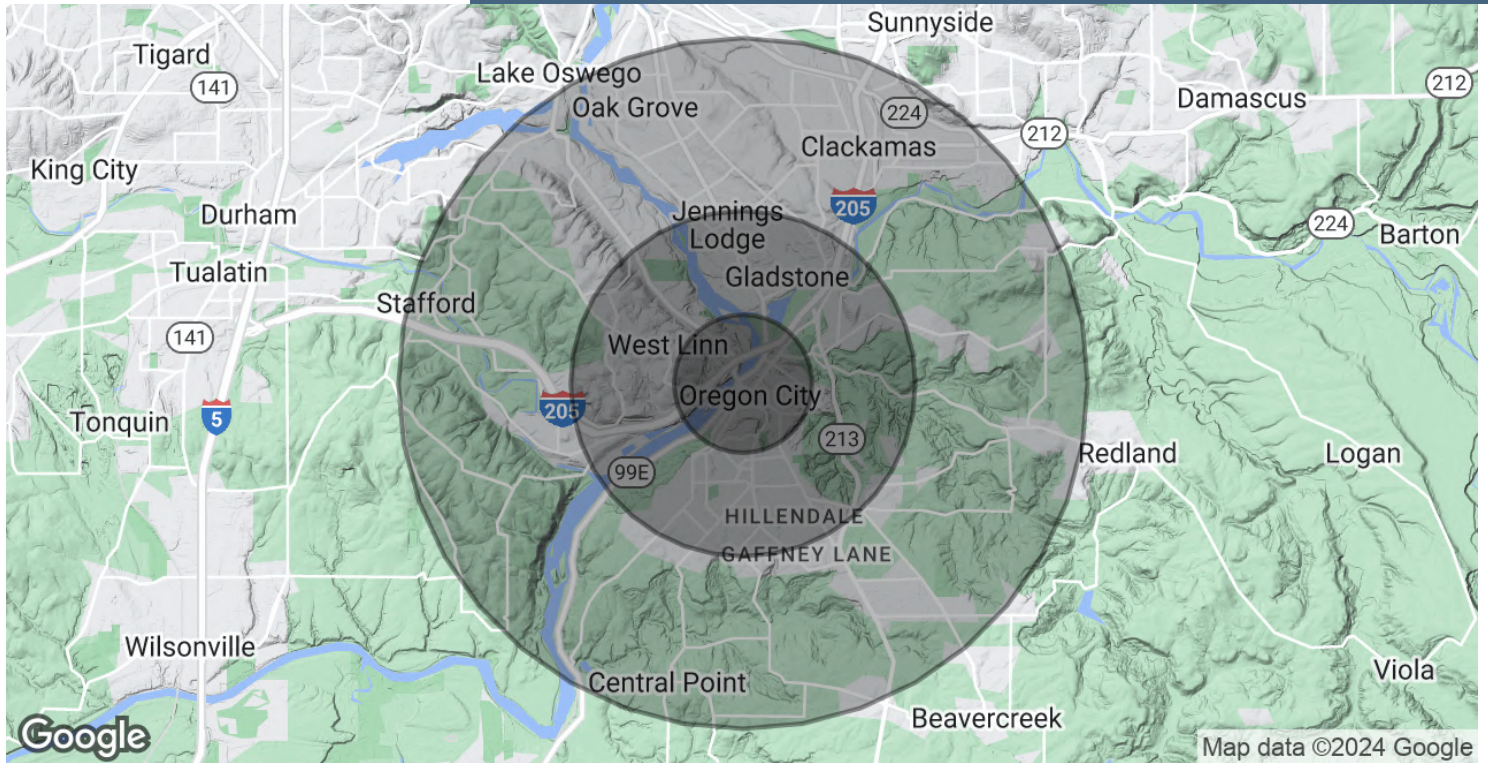 Sunnyside
Tigard
141
Lake Oswego
212
Oak Grove
Damascus
224
212
Clackamas
King City
205
Durham
Jennings
Lodge
224
Barton
Tualatin
Gladstone
Stafford
141
West Linn
Oregon City
205
5
Tonquin
213
Redland
Logan
99E
HILLENDALE
GAFFNEY LANE
Wilsonville
Central Point
Viola
Beavercreek
Google
Map data ©2024 Google